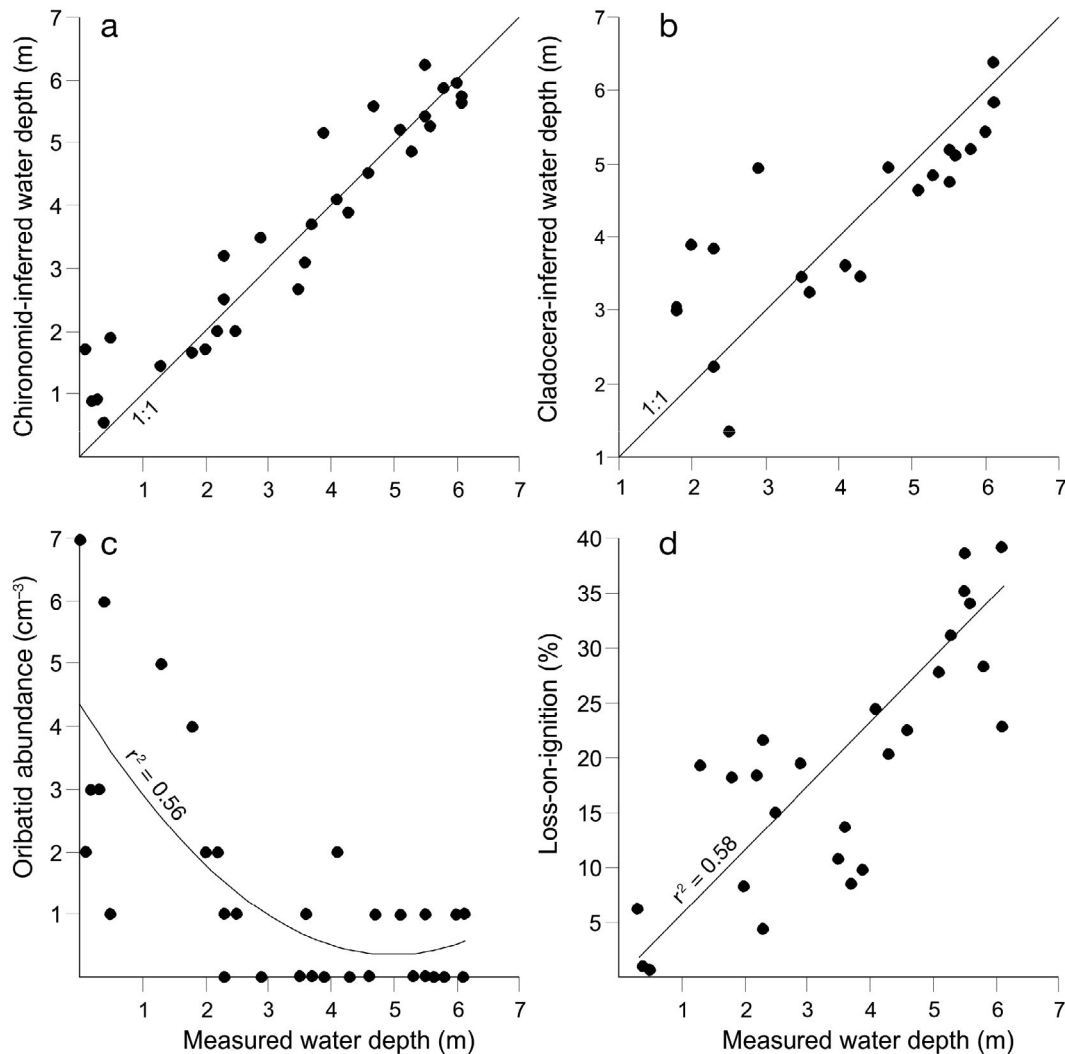 a
Chironomid-inferred water depth (m)
7
6
5
4
3
2
1
1:1
1 2 3 4 5 6 7
b
Cladocera-inferred water depth (m)
7
6
5
4
3
2
1
1:1
1 2 3 4 5 6 7
c
Oribatid abundance (cm⁻³)
7
6
5
4
3
2
1
r² = 0.56
1 2 3 4 5 6 7
Measured water depth (m)
d
Loss-on-ignition (%)
40
35
30
25
20
15
10
5
r² = 0.58
1 2 3 4 5 6 7
Measured water depth (m)